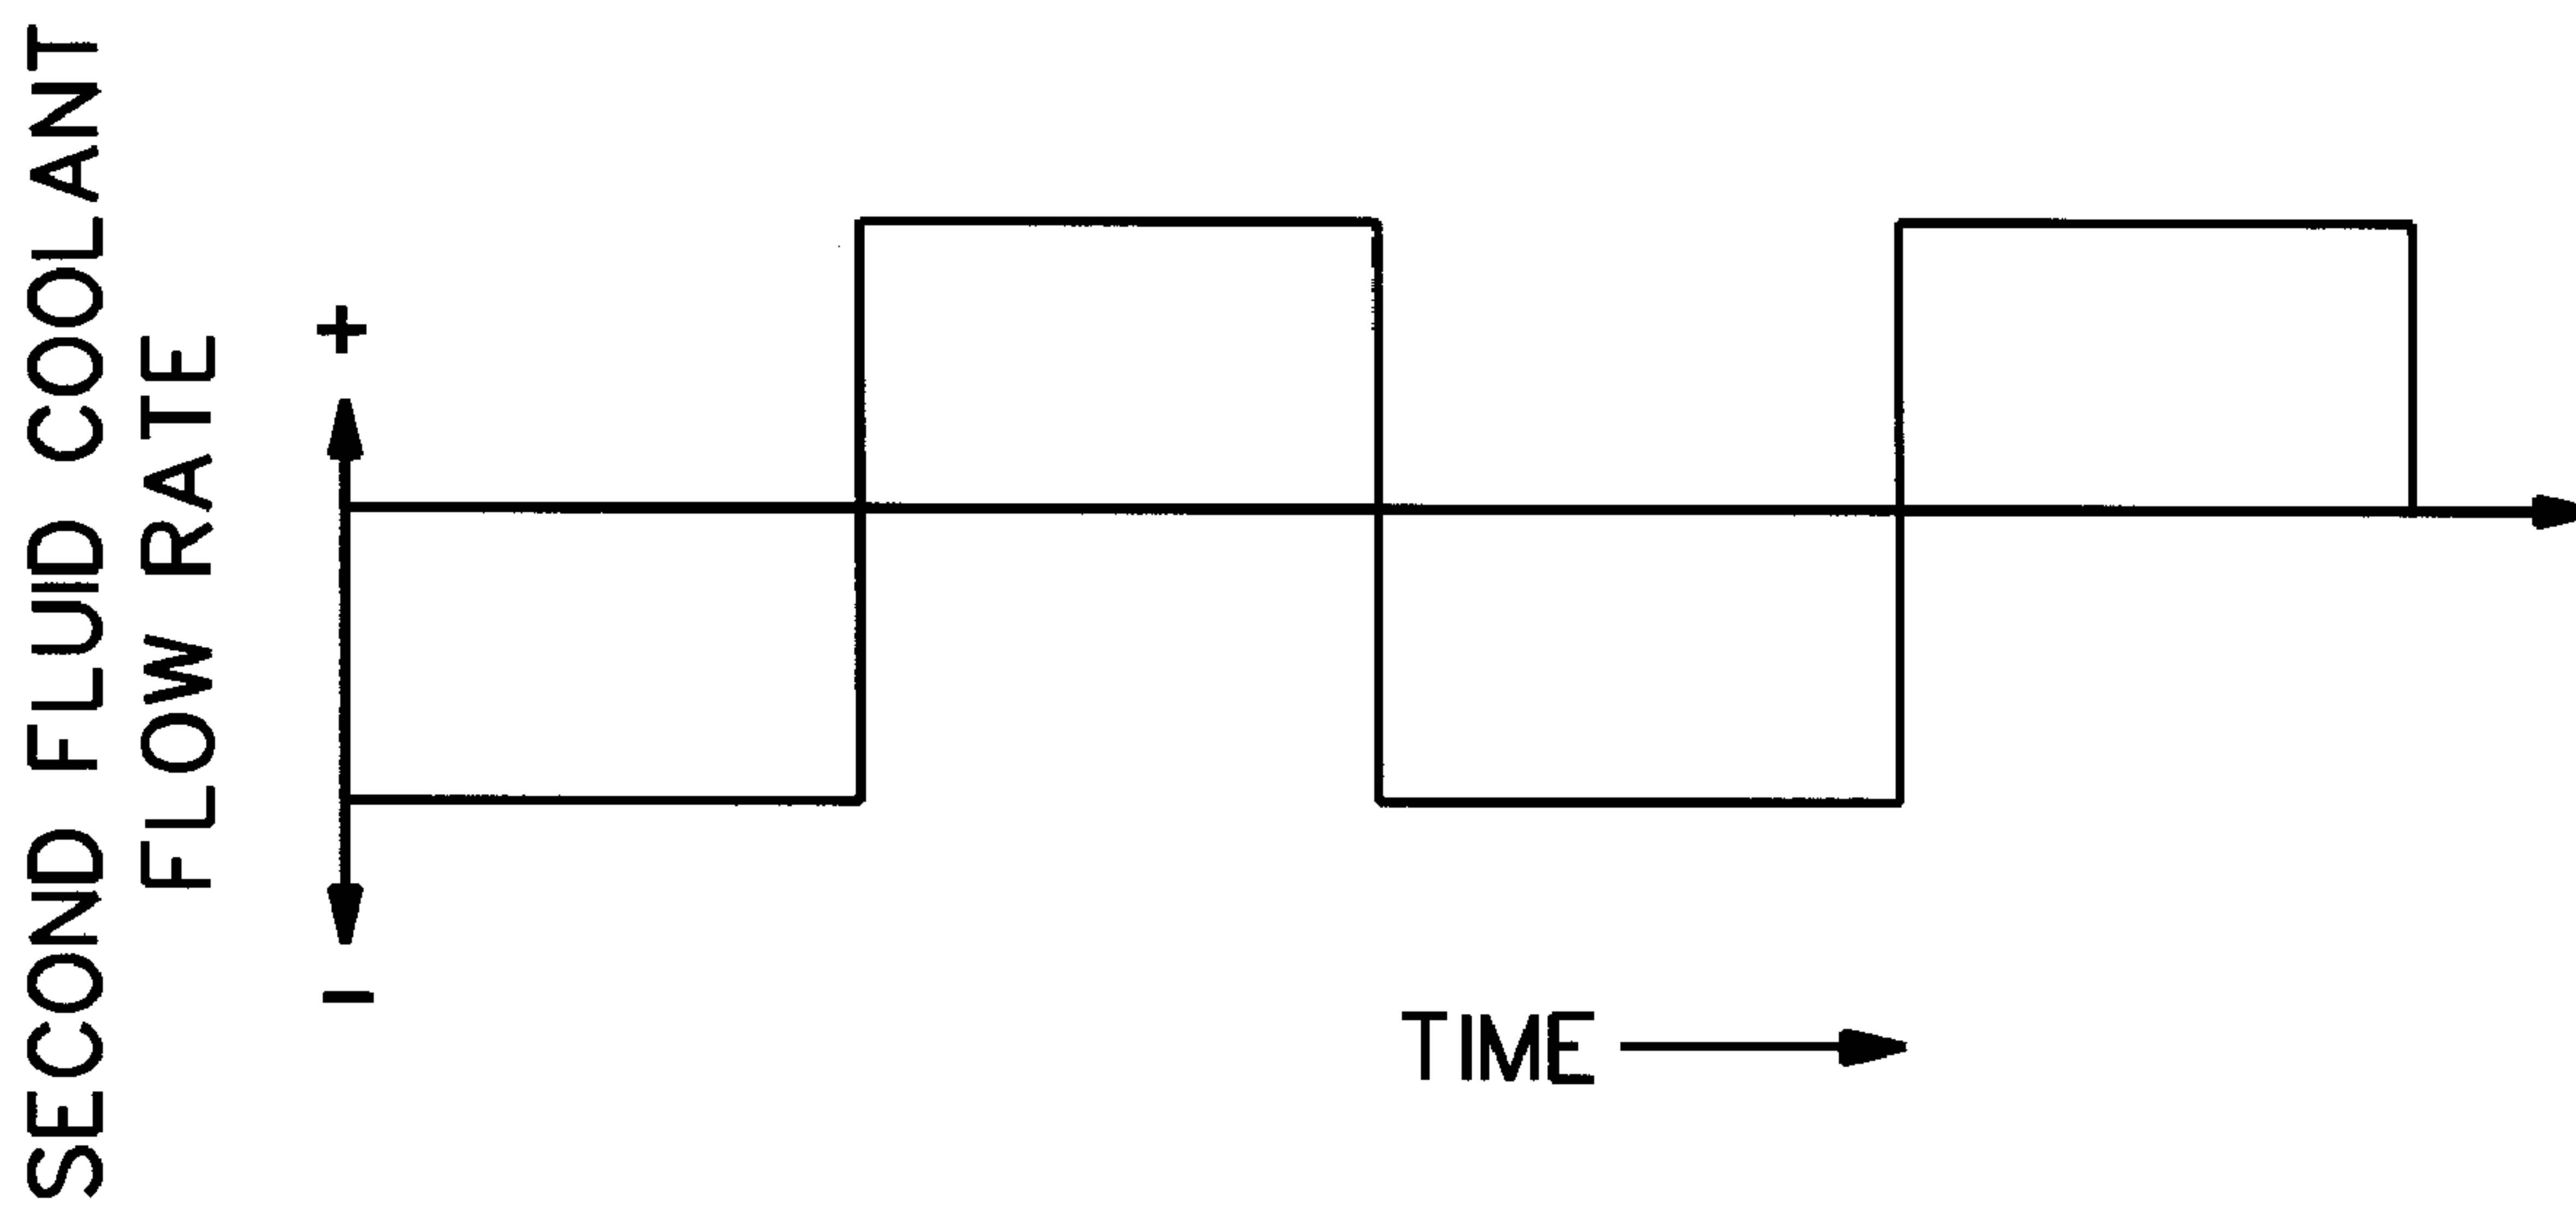 SECOND FLUID COOLANT
FLOW RATE
+
−
TIME